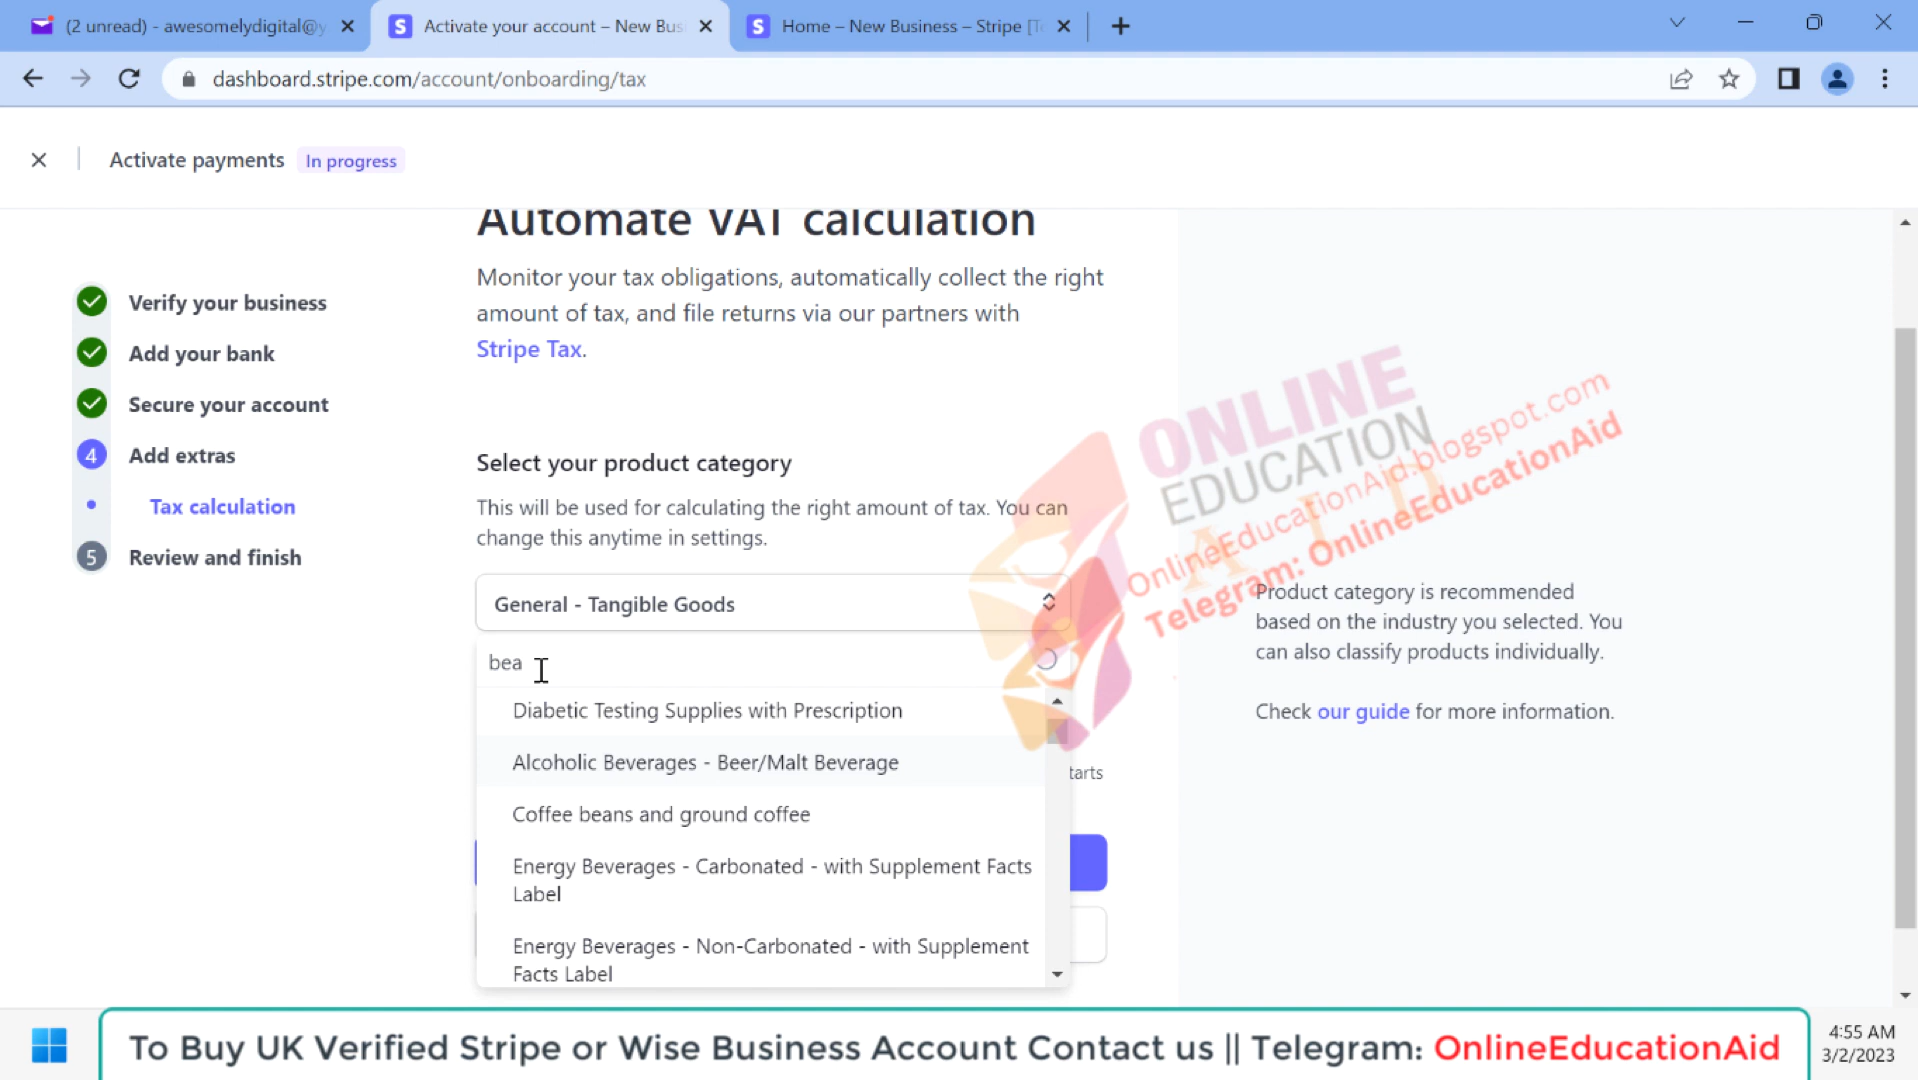 (2 unread) - awesomelydigital@y
Activate your account – New Bus
Home – New Business – Stripe [T
dashboard.stripe.com/account/onboarding/tax
Activate payments
In progress
Automate VAT calculation
Monitor your tax obligations, automatically collect the right
amount of tax, and file returns via our partners with
Stripe Tax.
Verify your business
Add your bank
Secure your account
4 Add extras
Tax calculation
5 Review and finish
Select your product category
This will be used for calculating the right amount of tax. You can
change this anytime in settings.
General - Tangible Goods
bea
Diabetic Testing Supplies with Prescription
Alcoholic Beverages - Beer/Malt Beverage
Coffee beans and ground coffee
Energy Beverages - Carbonated - with Supplement Facts
Label
Energy Beverages - Non-Carbonated - with Supplement
Facts Label
tarts
Product category is recommended
based on the industry you selected. You
can also classify products individually.
Check our guide for more information.
ONLINE
EDUCATION
AID
OnlineEducationAid.blogspot.com
Telegram: OnlineEducationAid
To Buy UK Verified Stripe or Wise Business Account Contact us || Telegram: OnlineEducationAid
4:55 AM
3/2/2023